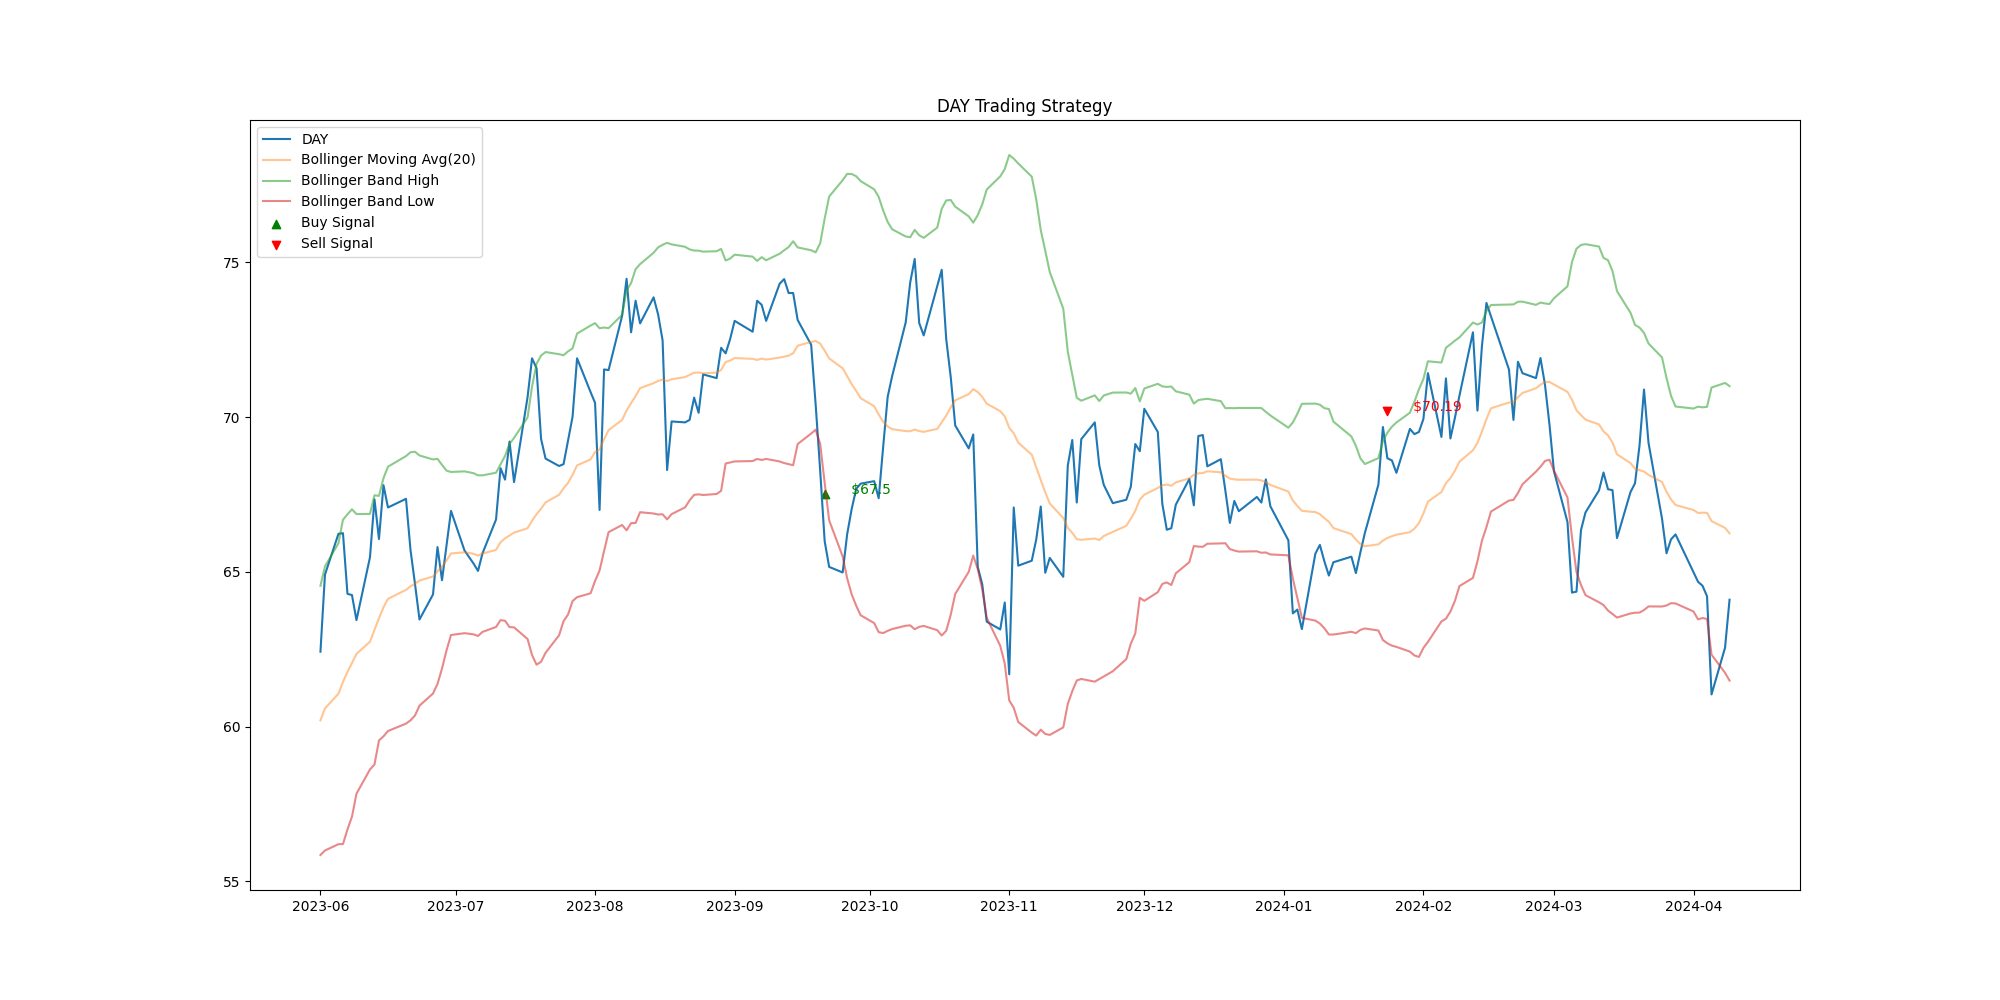 DAY Trading Strategy
DAY
Bollinger Moving Avg(20)
Bollinger Band High
Bollinger Band Low
Buy Signal
Sell Signal
75
70
65
60
55
$67.5
$70.19
2023-06 2023-07 2023-08 2023-09 2023-10 2023-11 2023-12 2024-01 2024-02 2024-03 2024-04